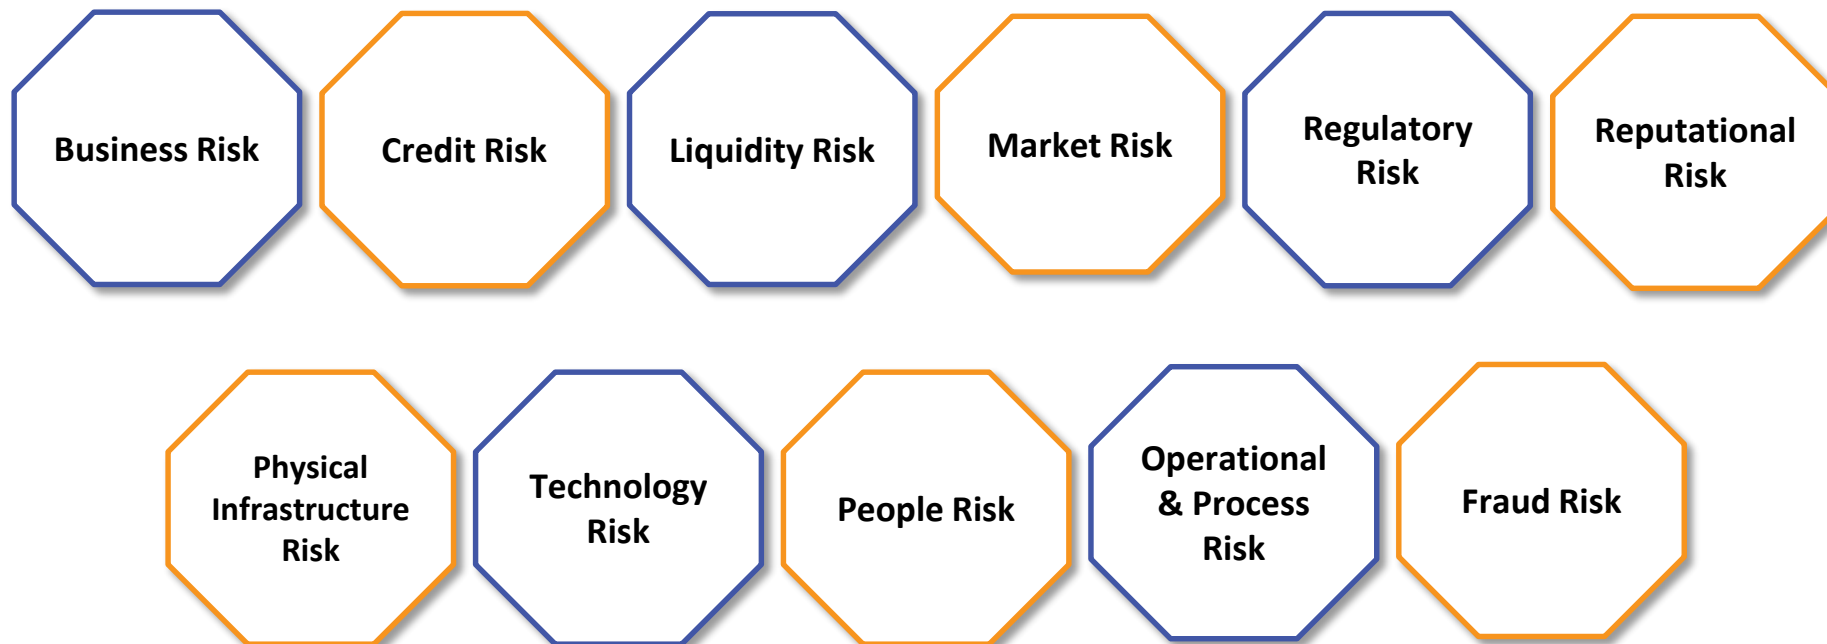 Business Risk
Credit Risk
Liquidity Risk
Market Risk
Regulatory
Risk
Reputational
Risk
Physical
Infrastructure
Risk
Technology
Risk
People Risk
Operational
& Process
Risk
Fraud Risk